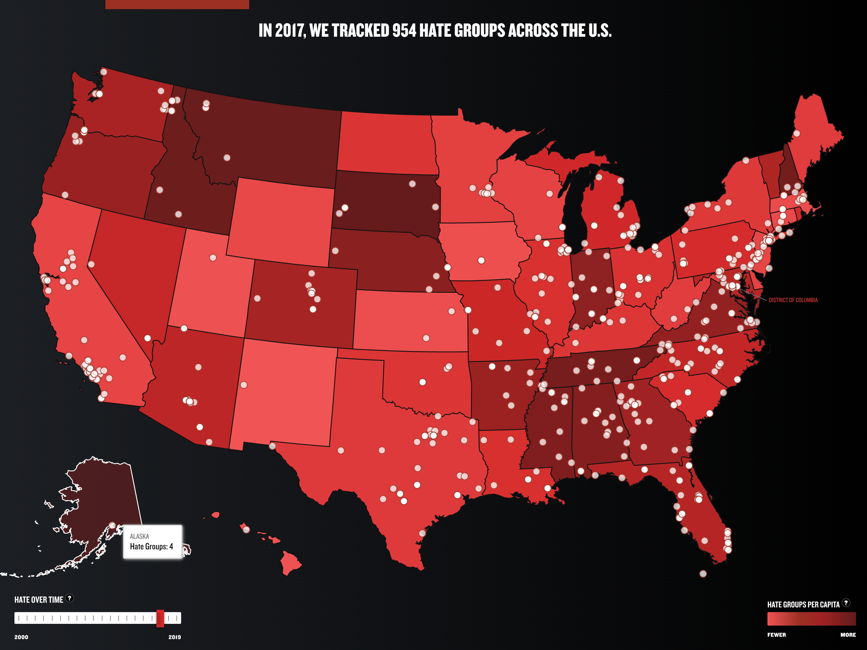 IN 2017, WE TRACKED 954 HATE GROUPS ACROSS THE U.S.
DISTRICT OF COLUMBIA
ALASKA
Hate Groups: 4
HATE OVER TIME ?
2000 2019
HATE GROUPS PER CAPITA ?
FEWER MORE